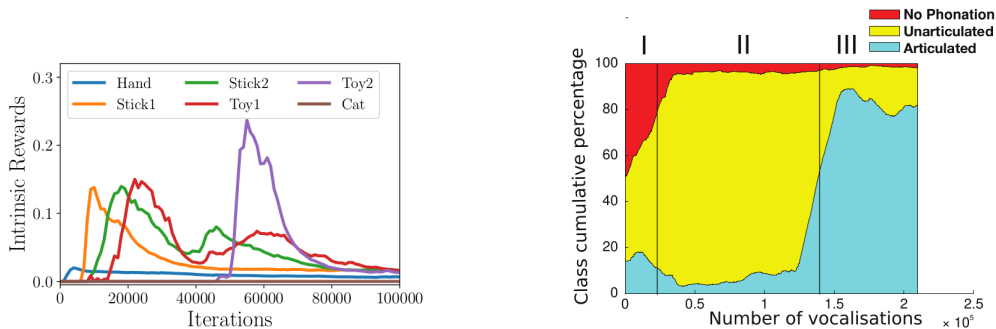 Intrinsic Rewards
0.3
0.2
0.1
0.0
Hand
Stick1
Stick2
Toy1
Toy2
Cat
0 20000 40000 60000 80000 100000
Iterations
No Phonation
Unarticulated
Articulated
I II III
Class cumulative percentage
100
80
60
40
20
0
0 0.5 1 1.5 2 2.5
Number of vocalisations × 10⁵